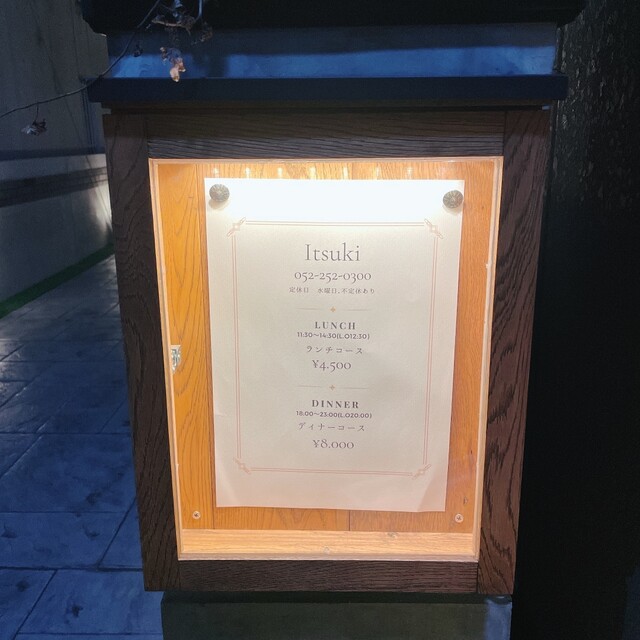 Itsuki
052-252-0300
定休日　水曜日、不定休あり
LUNCH
11:30〜14:30(L.O12:30)
ランチコース
¥4,500
DINNER
18:00〜23:00(L.O20:00)
ディナーコース
¥8,000